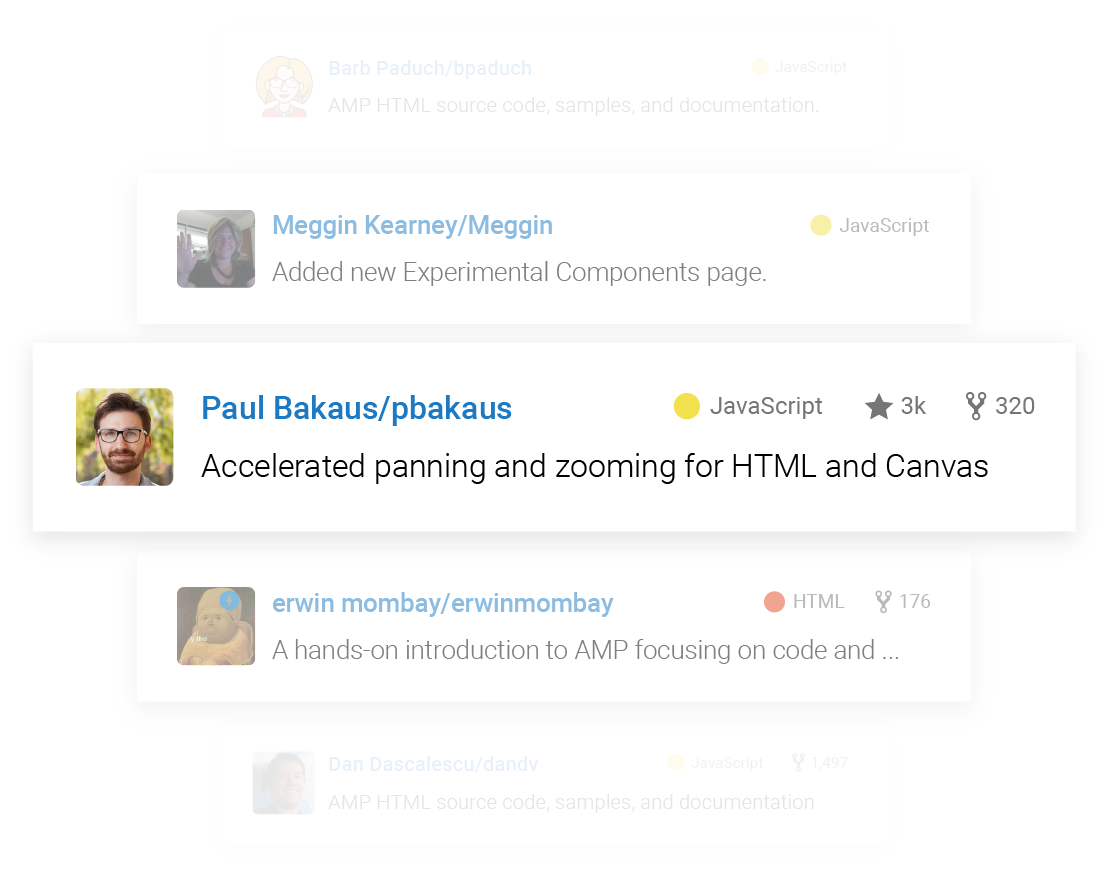 Barb Paduch/bpaduch JavaScript
AMP HTML source code, samples, and documentation.
Meggin Kearney/Meggin JavaScript
Added new Experimental Components page.
Paul Bakaus/pbakaus JavaScript 3k 320
Accelerated panning and zooming for HTML and Canvas
erwin mombay/erwinmombay HTML 176
A hands-on introduction to AMP focusing on code and ...
Dan Dascalescu/dandv JavaScript 1,497
AMP HTML source code, samples, and documentation